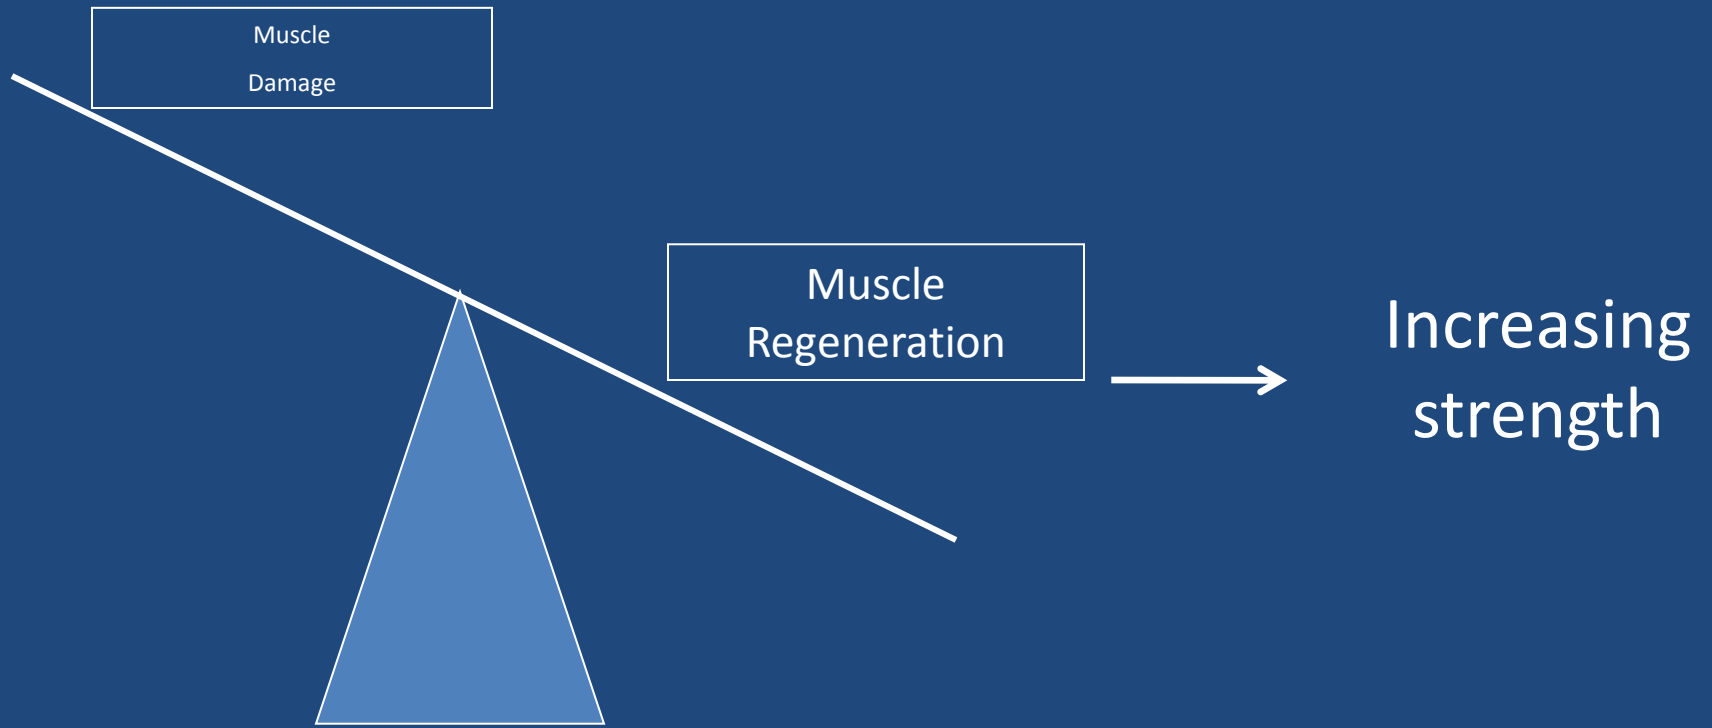 Muscle
Damage
Muscle
Regeneration
Increasing
strength